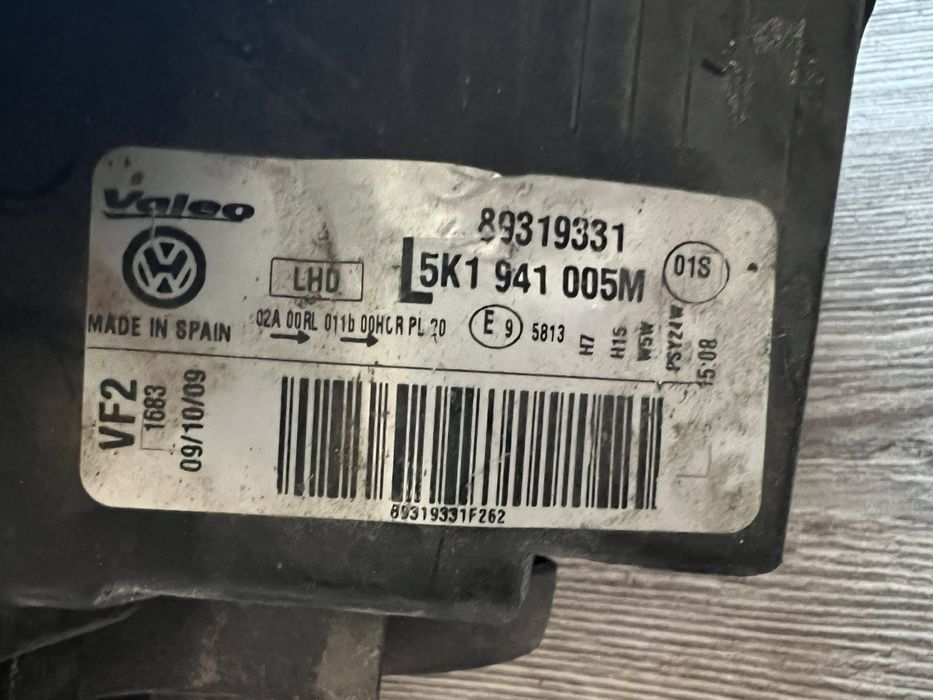 Valeo
89319331
LHD
L 5K1 941 005M
01S
MADE IN SPAIN
02A 00RL 011b 00HCR PL 20
E 9
5813
H7
H15
W5W
PSY24W
15:08
VF2
1683
09/10/09
L
89319331F262